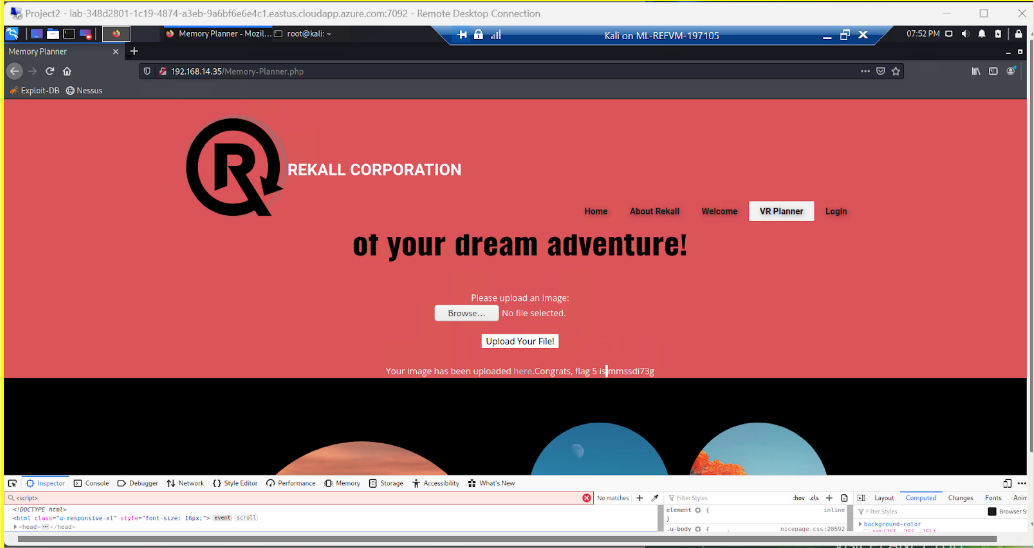 Project2 - lab-348d2801-1c19-4874-a3eb-9a6bf6e6e4c1.eastus.cloudapp.azure.com:7092 - Remote Desktop Connection
Memory Planner - Mozil... root@kali: ~
Kali on ML-REFVM-197105
07:52 PM
Memory Planner
192.168.14.35/Memory-Planner.php
Exploit-DB Nessus
R
REKALL CORPORATION
Home About Rekall Welcome VR Planner Login
of your dream adventure!
Please upload an image:
Browse... No file selected.
Upload Your File!
Your image has been uploaded here.Congrats, flag 5 is mmssdi73g
Inspector Console Debugger Network Style Editor Performance Memory Storage Accessibility What's New
<script> No matches Filter Styles :hov .cls Layout Computed Changes Fonts Anim
<!DOCTYPE html> element { inline Filter Styles Browser S
<html class="u-responsive-xl" style="font-size: 16px;"> event scroll }
<head> ... </head> .u-body { nicepage.css:20592 background-color